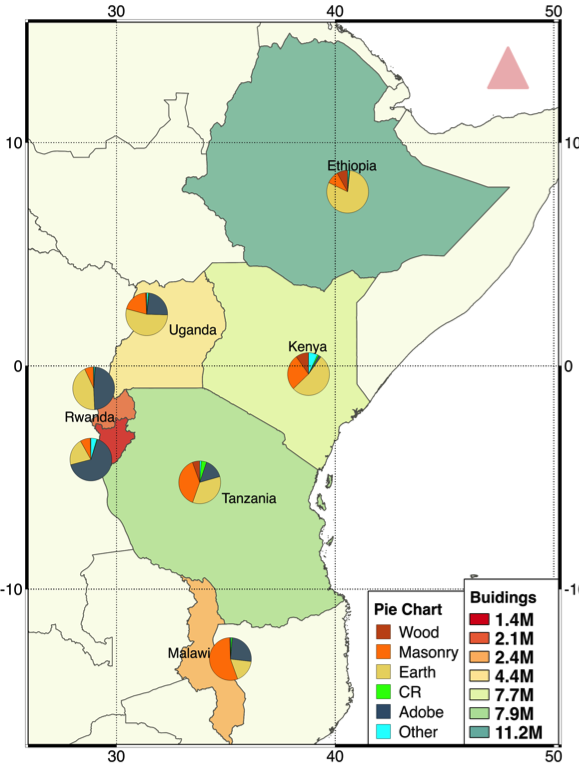 30 40 50
10 10
Ethiopia
Uganda
Kenya
0 0
Rwanda
Tanzania
-10 -10
Malawi
Pie Chart
Wood
Masonry
Earth
CR
Adobe
Other
Buidings
1.4M
2.1M
2.4M
4.4M
7.7M
7.9M
11.2M
30 40 50